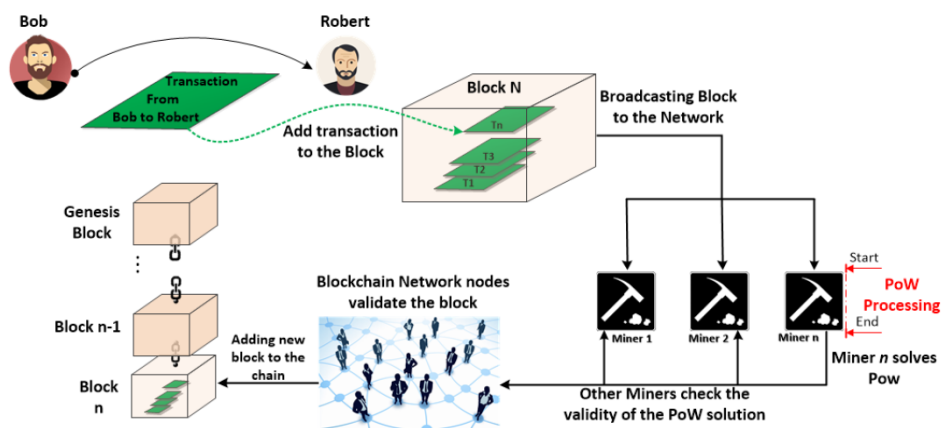 Bob
Robert
Transaction
From
Bob to Robert
Add transaction
to the Block
Block N
Tn
T3
T2
T1
Broadcasting Block
to the Network
Miner 1
Miner 2
Miner n
Start
PoW
Processing
End
Miner n solves
Pow
Other Miners check the
validity of the PoW solution
Blockchain Network nodes
validate the block
Adding new
block to the
chain
Genesis
Block
⋮
Block n-1
Block
n